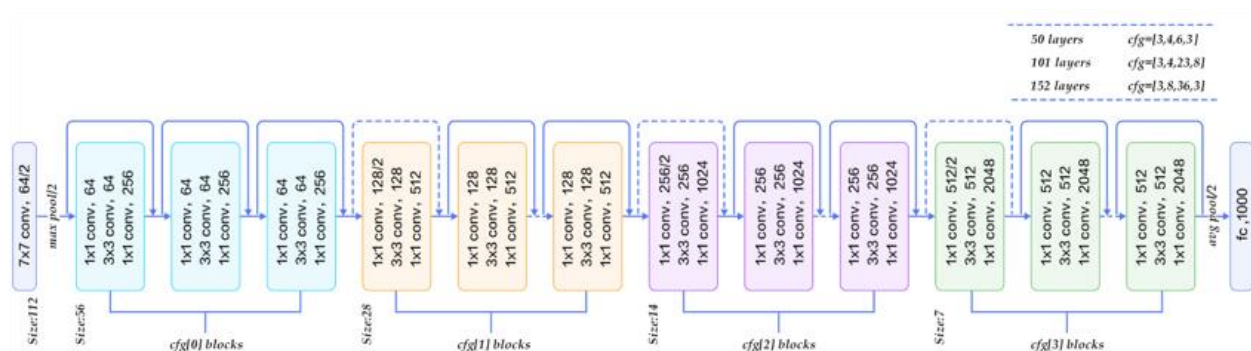 50 layers cfg=[3,4,6,3]
101 layers cfg=[3,4,23,8]
152 layers cfg=[3,8,36,3]
7x7 conv, 64/2
max pool/2
1x1 conv, 64
3x3 conv, 64
1x1 conv, 256
1x1 conv, 64
3x3 conv, 64
1x1 conv, 256
1x1 conv, 64
3x3 conv, 64
1x1 conv, 256
1x1 conv, 128/2
3x3 conv, 128
1x1 conv, 512
1x1 conv, 128
3x3 conv, 128
1x1 conv, 512
1x1 conv, 128
3x3 conv, 128
1x1 conv, 512
1x1 conv, 256/2
3x3 conv, 256
1x1 conv, 1024
1x1 conv, 256
3x3 conv, 256
1x1 conv, 1024
1x1 conv, 256
3x3 conv, 256
1x1 conv, 1024
1x1 conv, 512/2
3x3 conv, 512
1x1 conv, 2048
1x1 conv, 512
3x3 conv, 512
1x1 conv, 2048
1x1 conv, 512
3x3 conv, 512
1x1 conv, 2048
avg pool/2
fc ,1000
Size:112
Size:56
cfg[0] blocks
Size:28
cfg[1] blocks
Size:14
cfg[2] blocks
Size:7
cfg[3] blocks